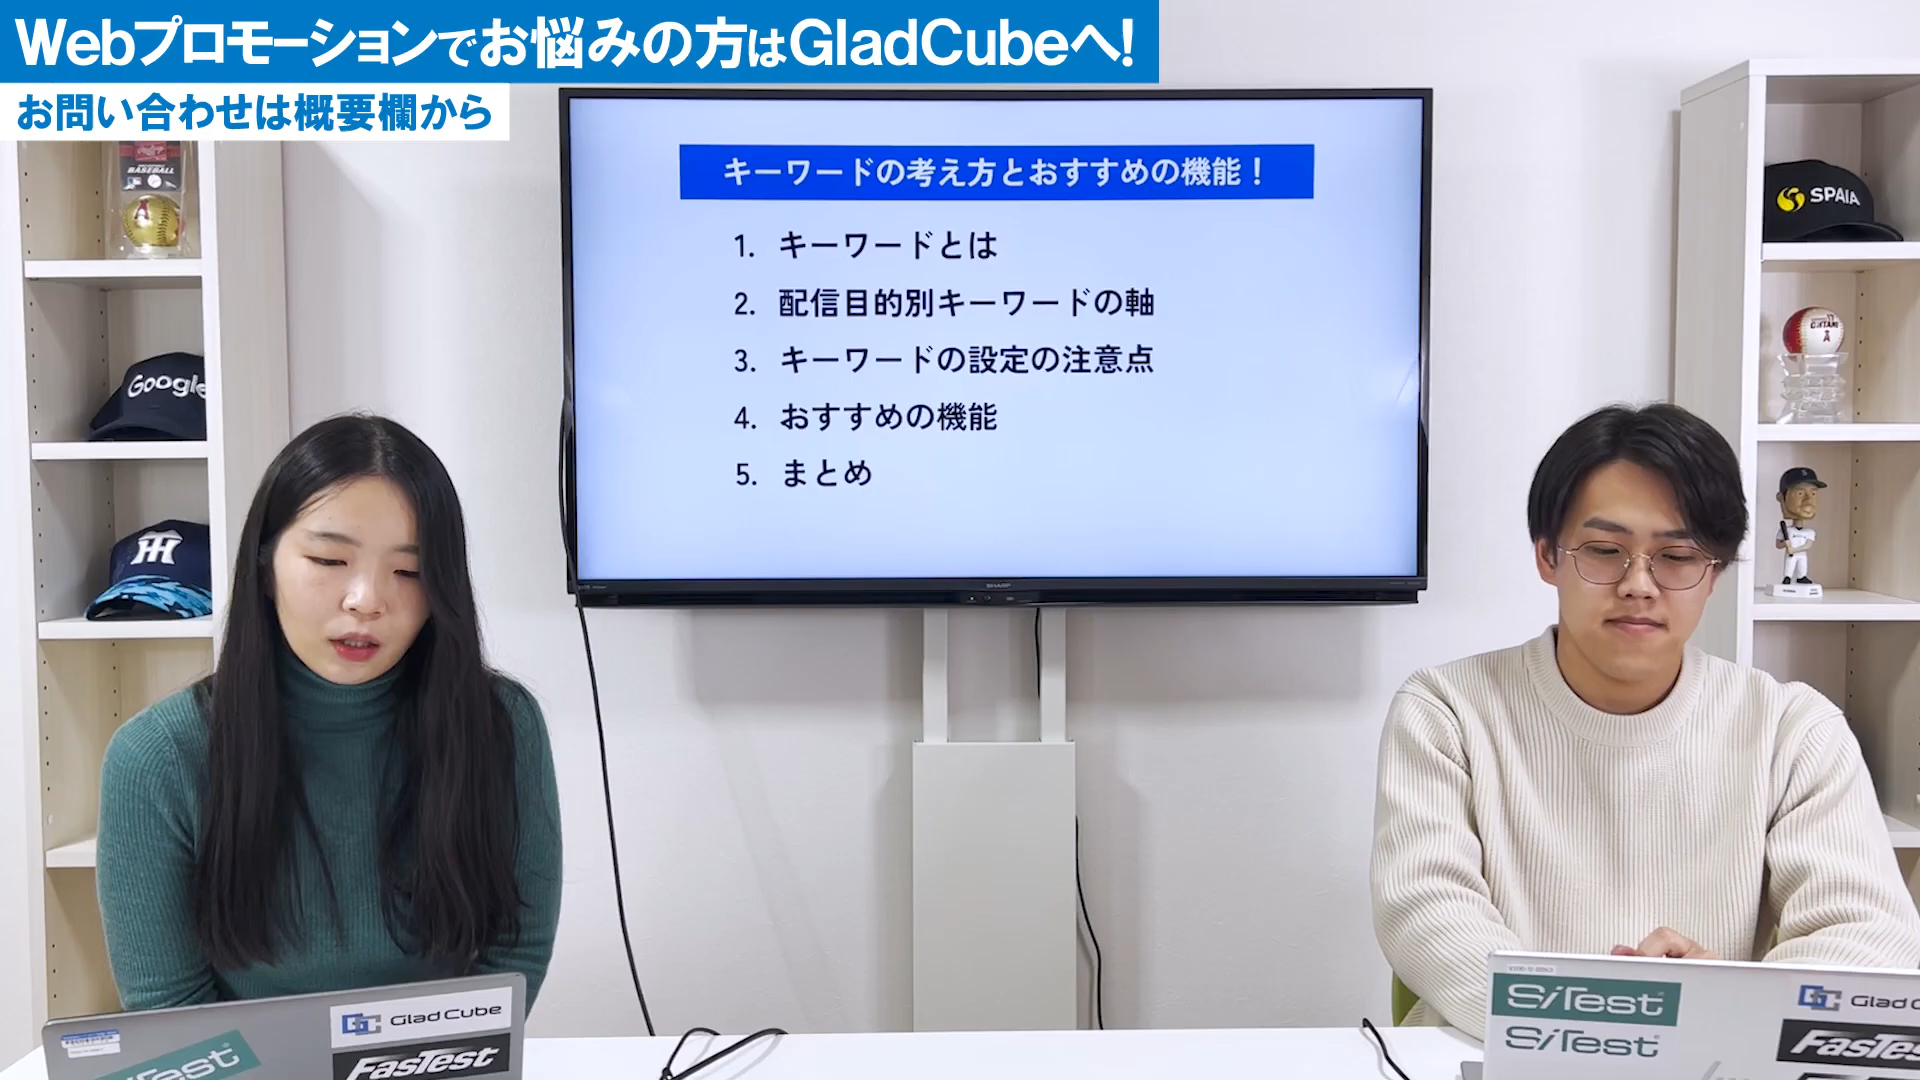 Webプロモーションでお悩みの方はGladCubeへ!
お問い合わせは概要欄から
キーワードの考え方とおすすめの機能！
1. キーワードとは
2. 配信目的別キーワードの軸
3. キーワードの設定の注意点
4. おすすめの機能
5. まとめ
SHARP
BASEBALL
Google
SPAIA
Glad Cube
FasTest
SiTest
SiTest
Glad C
FasTes